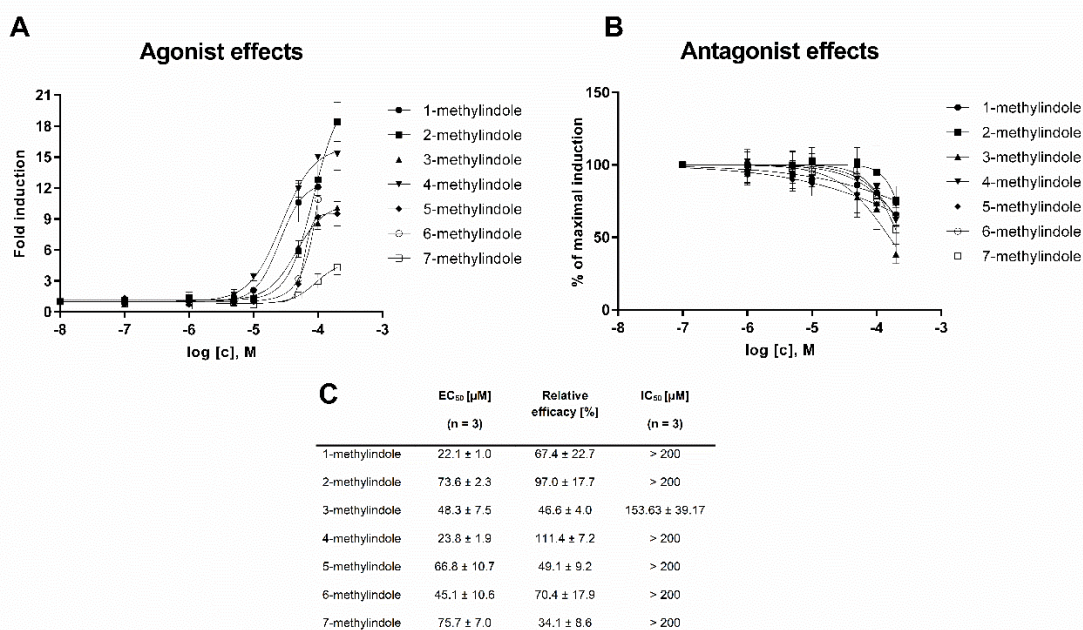 A
Agonist effects
Fold induction
21
18
15
12
9
6
3
0
-8
-7
-6
-5
-4
-3
log [c], M
1-methylindole
2-methylindole
3-methylindole
4-methylindole
5-methylindole
6-methylindole
7-methylindole
B
Antagonist effects
% of maximal induction
150
100
50
0
-8
-7
-6
-5
-4
-3
log [c], M
1-methylindole
2-methylindole
3-methylindole
4-methylindole
5-methylindole
6-methylindole
7-methylindole
C
EC₅₀ [µM] Relative IC₅₀ [µM]
(n = 3) efficacy [%] (n = 3)
1-methylindole 22.1 ± 1.0 67.4 ± 22.7 > 200
2-methylindole 73.6 ± 2.3 97.0 ± 17.7 > 200
3-methylindole 48.3 ± 7.5 46.6 ± 4.0 153.63 ± 39.17
4-methylindole 23.8 ± 1.9 111.4 ± 7.2 > 200
5-methylindole 66.8 ± 10.7 49.1 ± 9.2 > 200
6-methylindole 45.1 ± 10.6 70.4 ± 17.9 > 200
7-methylindole 75.7 ± 7.0 34.1 ± 8.6 > 200